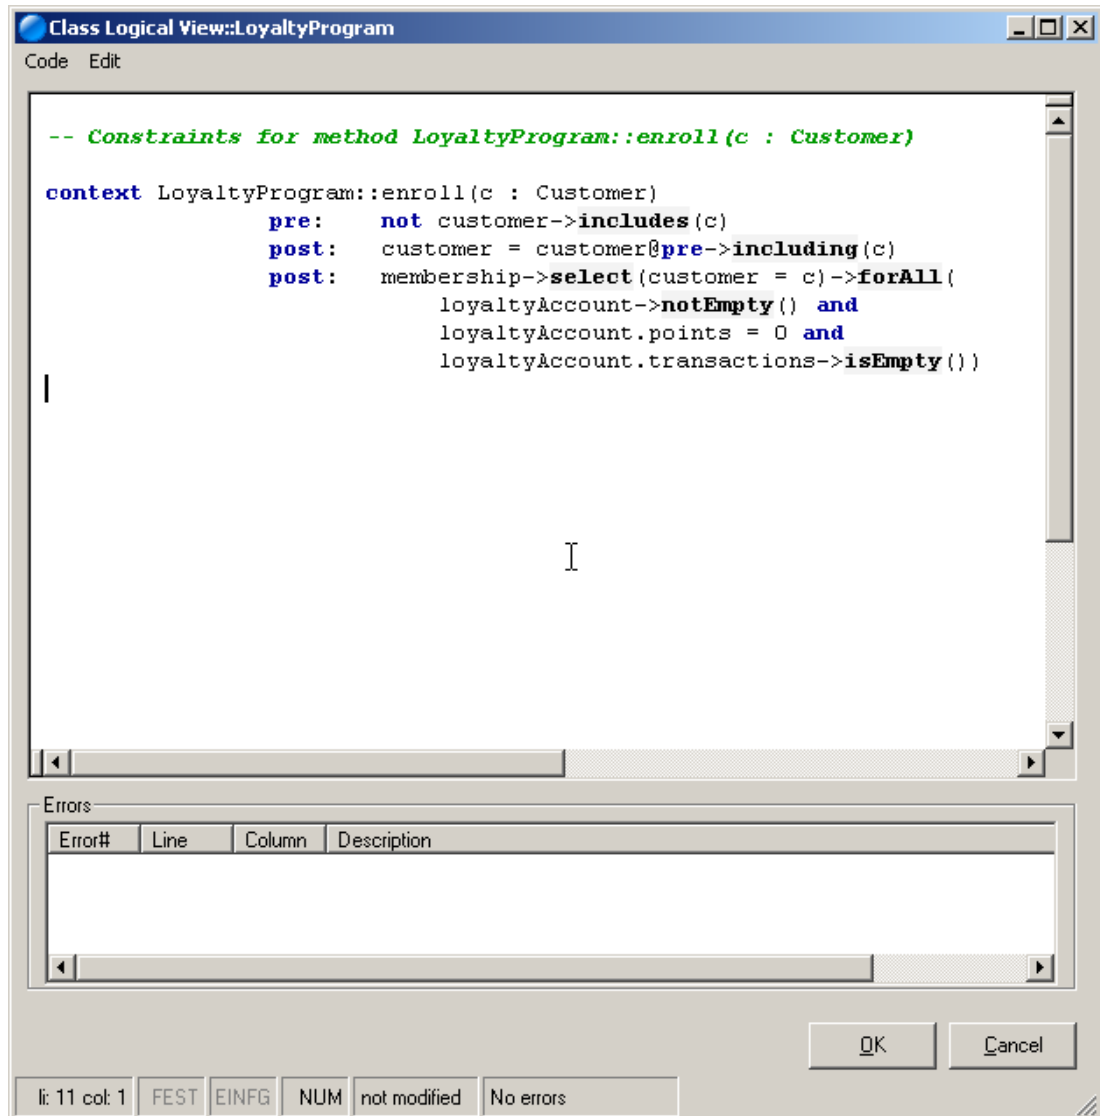 Class Logical View::LoyaltyProgram
Code Edit
-- Constraints for method LoyaltyProgram::enroll(c : Customer)
context LoyaltyProgram::enroll(c : Customer)
pre: not customer->includes(c)
post: customer = customer@pre->including(c)
post: membership->select(customer = c)->forAll(
loyaltyAccount->notEmpty() and
loyaltyAccount.points = 0 and
loyaltyAccount.transactions->isEmpty())
Errors
Error# Line Column Description
OK Cancel
li: 11 col: 1 FEST EINFG NUM not modified No errors